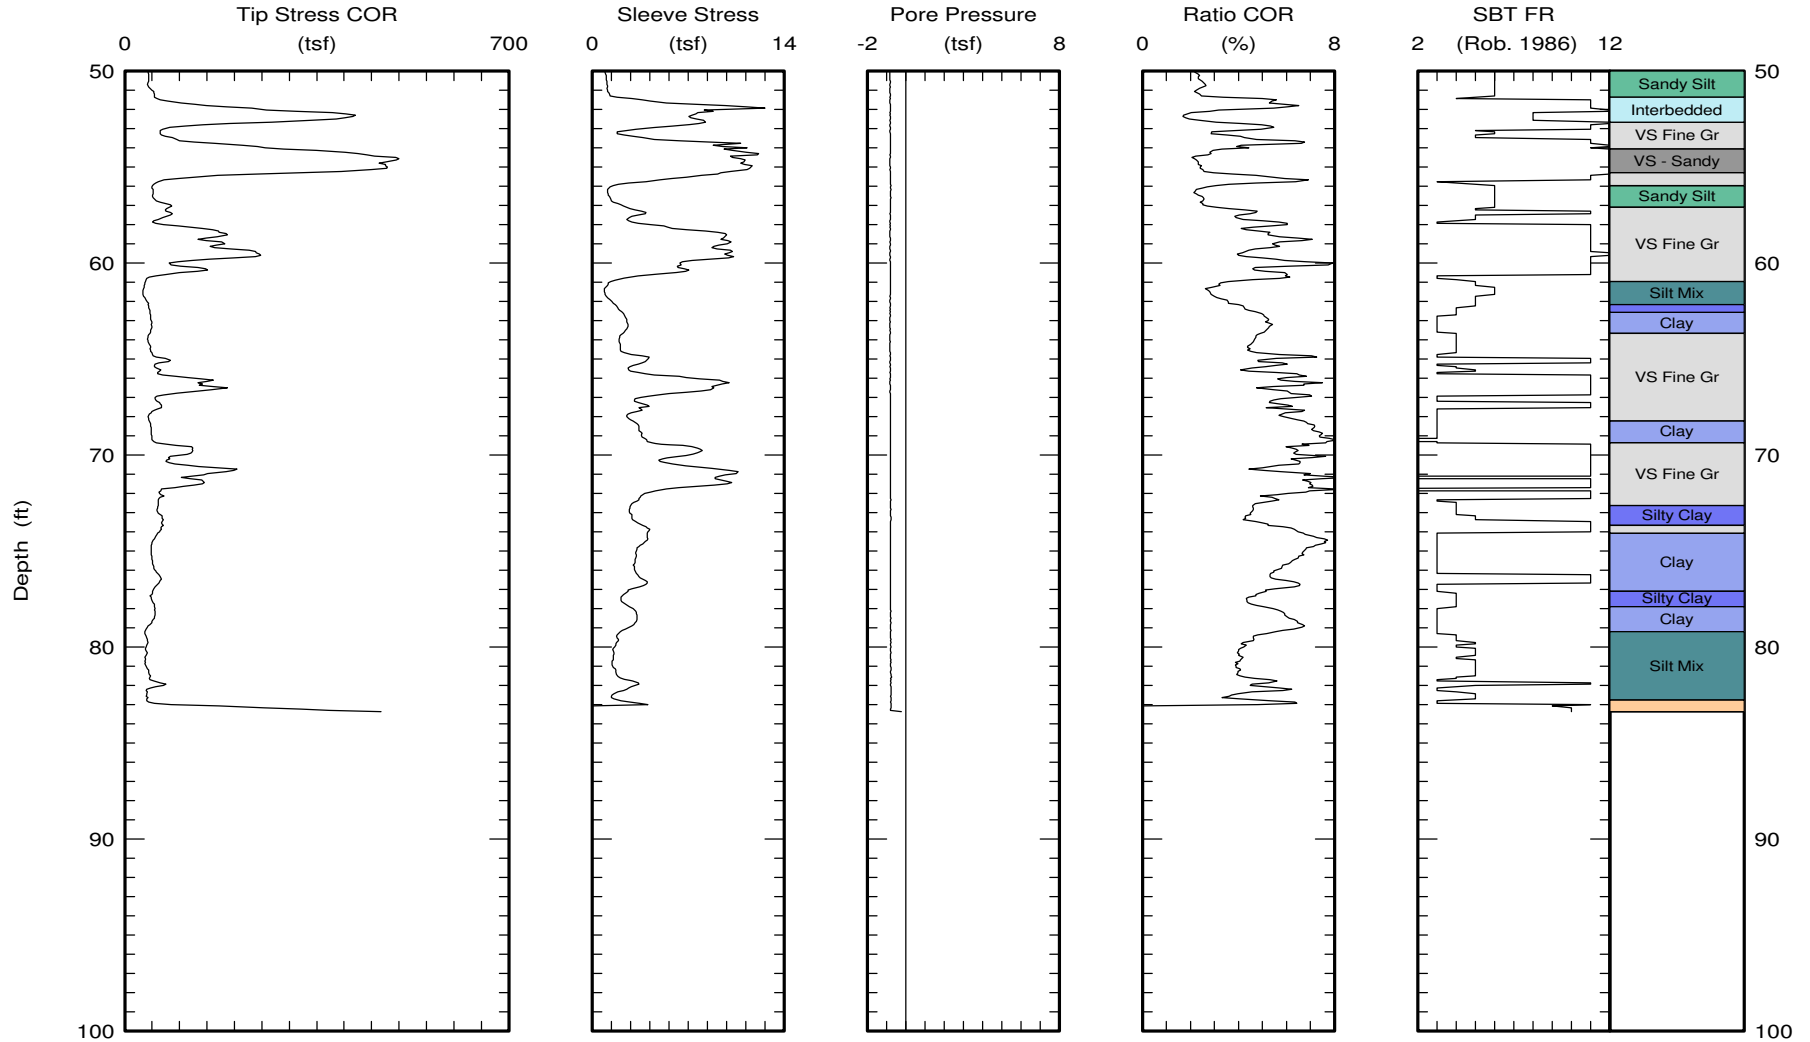 Tip Stress COR Sleeve Stress Pore Pressure Ratio COR SBT FR
0 (tsf) 700 0 (tsf) 14 -2 (tsf) 8 0 (%) 8 2 (Rob. 1986) 12
50 50
Sandy Silt
Interbedded
VS Fine Gr
VS - Sandy
Sandy Silt
VS Fine Gr
60 60
Silt Mix
Clay
VS Fine Gr
Clay
70 70
VS Fine Gr
Silty Clay
Depth (ft)
Clay
Silty Clay
Clay
80 80
Silt Mix
90 90
100 100